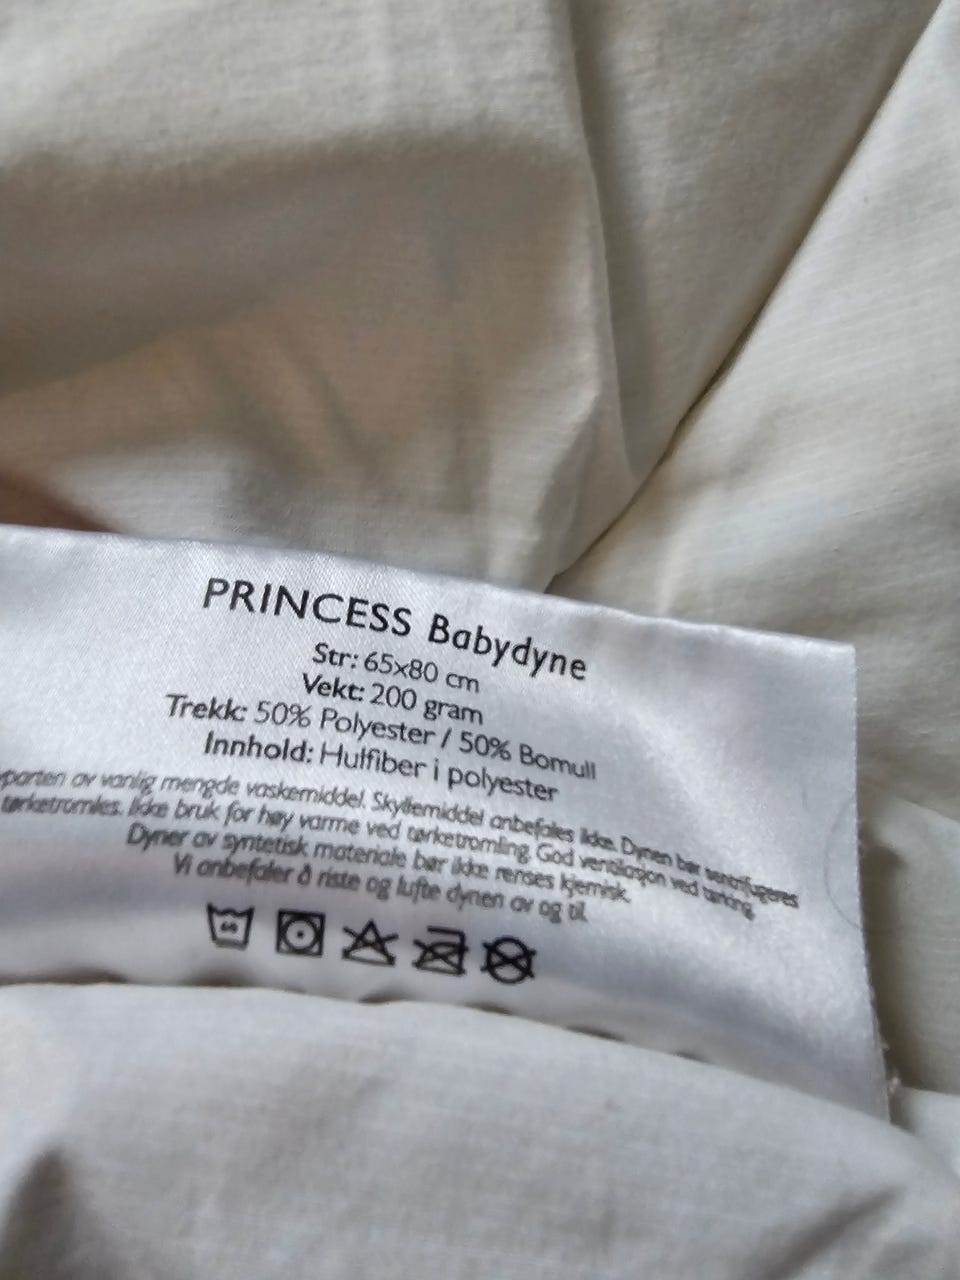 PRINCESS Babydyne
Str: 65x80 cm
Vekt: 200 gram
Trekk: 50% Polyester / 50% Bomull
Innhold: Hulfiber i polyester
parten av vanlig mengde vaskemiddel. Skyllemiddel anbefales ikke. Dynen bør sentrifugeres
tørketromles. Ikke bruk for høy varme ved tørketromling. God ventilasjon ved tørking.
Dyner av syntetisk materiale bør ikke renses kjemisk.
Vi anbefaler å riste og lufte dynen av og til.
60